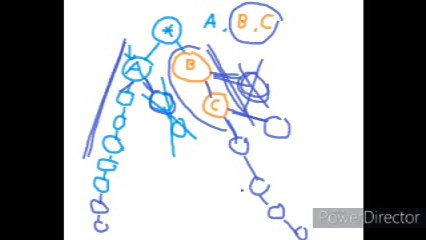 * A, B, C
A B
C
PowerDirector